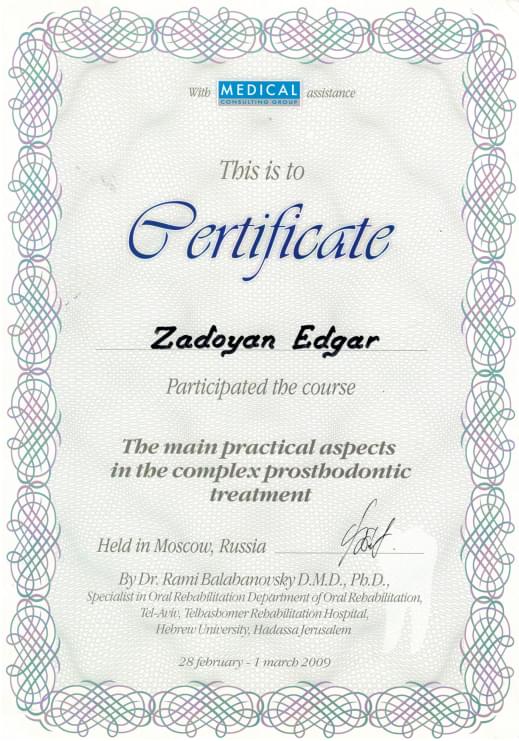 With MEDICAL CONSULTING GROUP assistance
This is to
Certificate
Zadoyan Edgar
Participated the course
The main practical aspects
in the complex prosthodontic
treatment
Held in Moscow, Russia
By Dr. Rami Balabanovsky D.M.D., Ph.D.,
Specialist in Oral Rehabilitation Department of Oral Rehabilitation,
Tel-Aviv, Telhashomer Rehabilitation Hospital,
Hebrew University, Hadassa Jerusalem
28 february - 1 march 2009